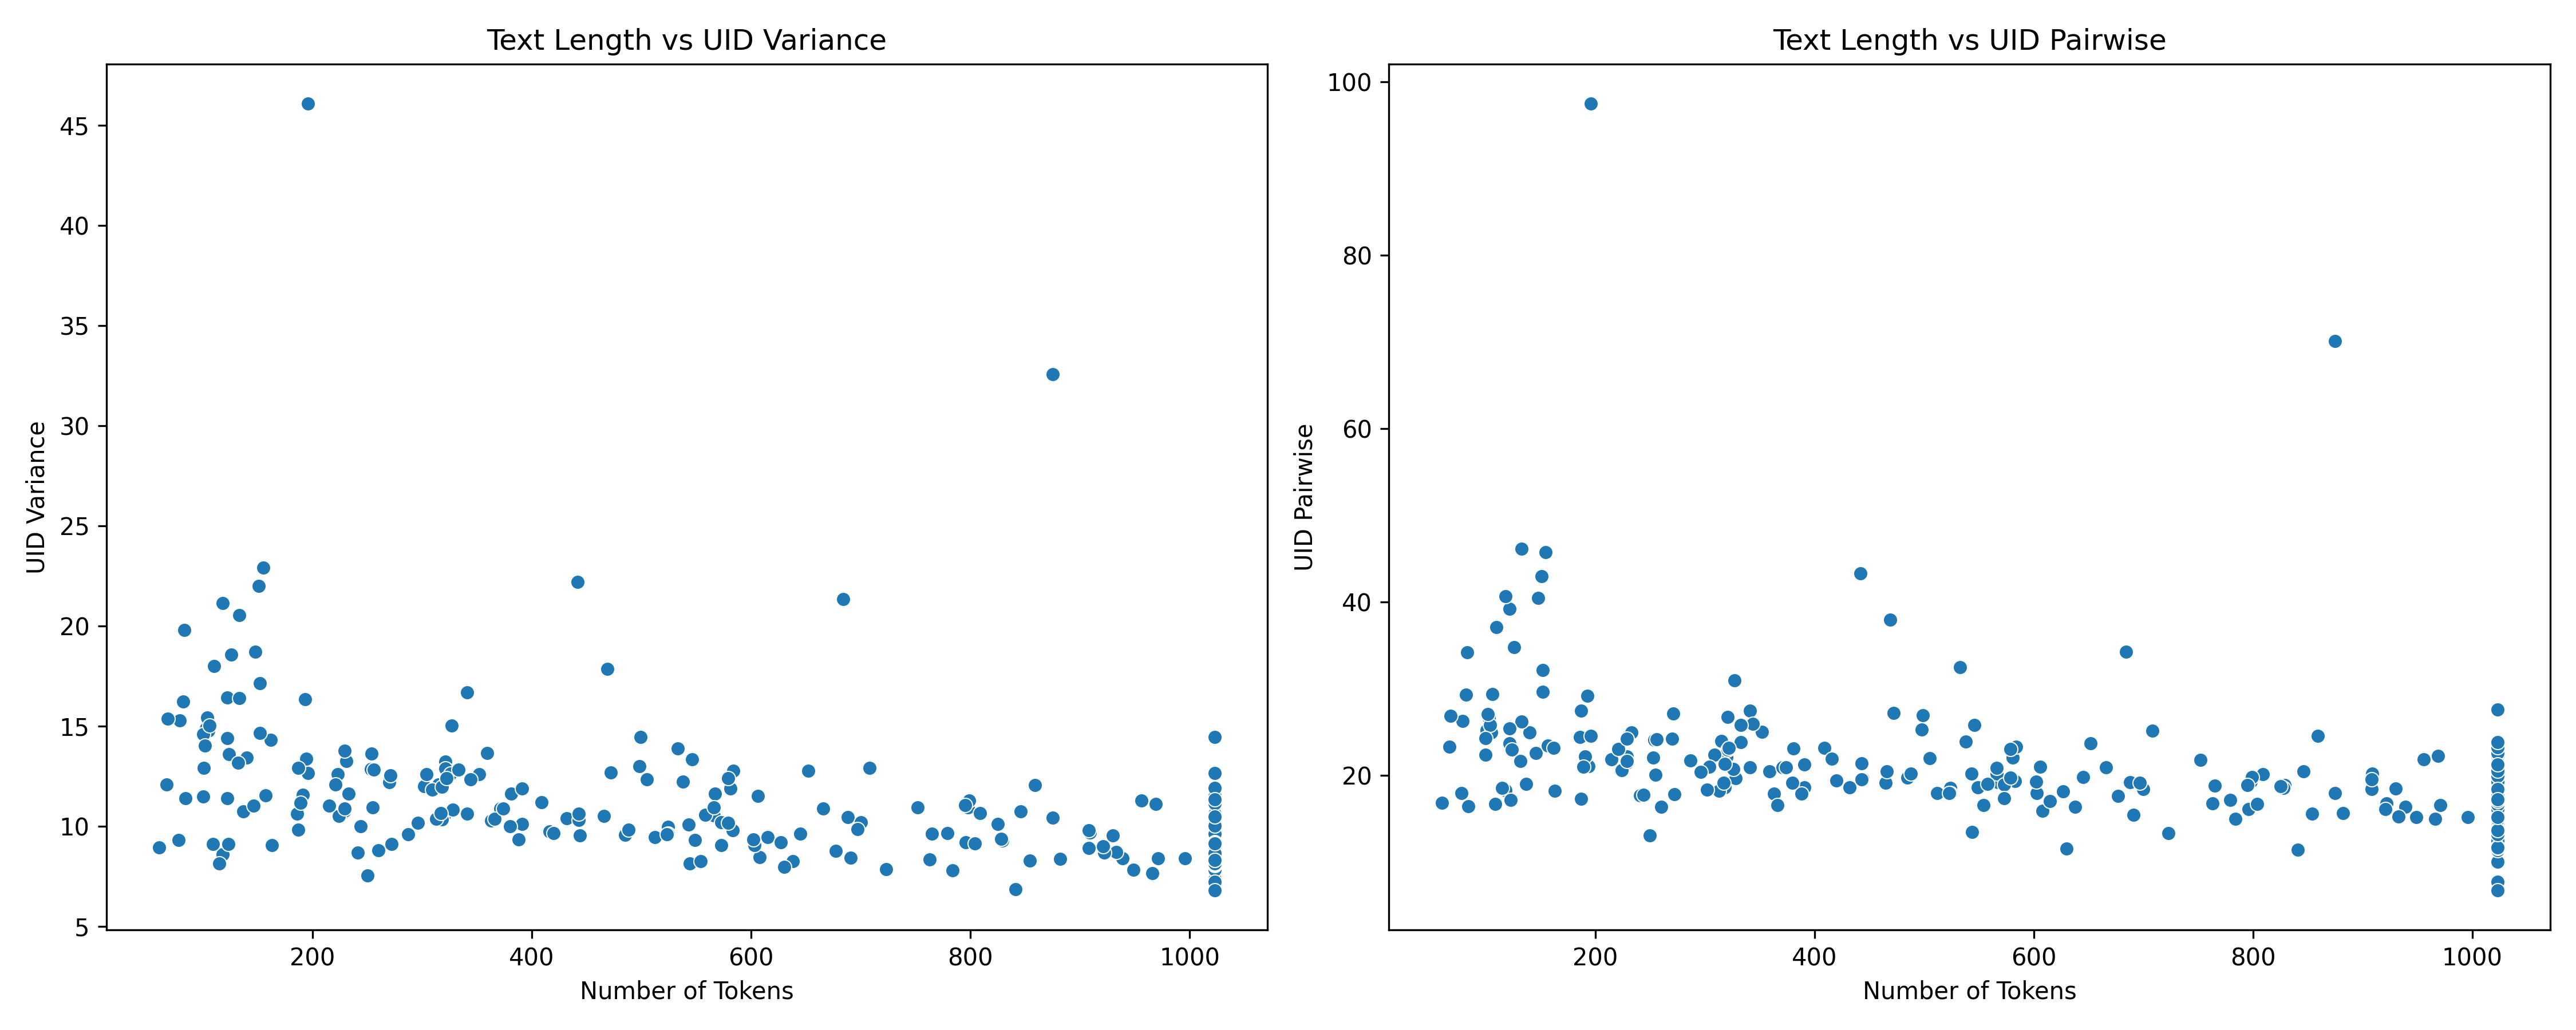 Text Length vs UID Variance
45
40
35
30
25
20
15
10
5
UID Variance
200 400 600 800 1000
Number of Tokens
Text Length vs UID Pairwise
100
80
60
40
20
UID Pairwise
200 400 600 800 1000
Number of Tokens